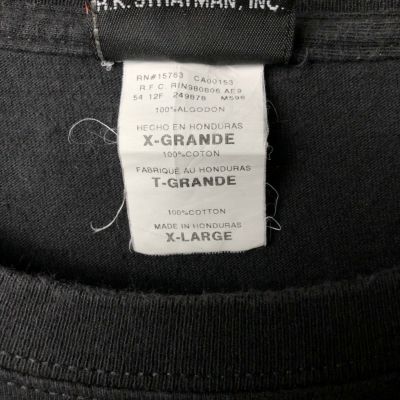 R.K. STRATMAN, INC.
RN#15763 CA00153
R.F.C. RIN980806 AE9
54 12F 249878 M596
100%ALGODON
HECHO EN HONDURAS
X-GRANDE
100%COTON
FABRIQUÉ AU HONDURAS
T-GRANDE
100%COTTON
MADE IN HONDURAS
X-LARGE